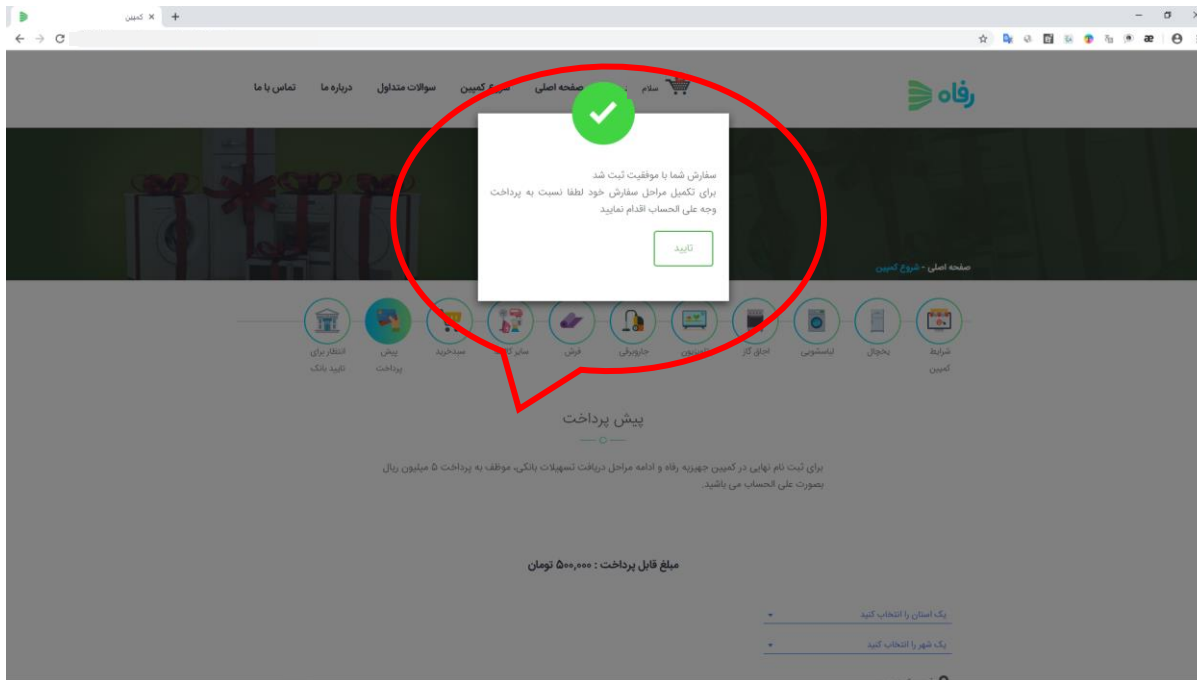 کمپین
رفاه
سلام
صفحه اصلی
شروع کمپین
سوالات متداول
درباره ما
تماس با ما
سفارش شما با موفقیت ثبت شد
برای تکمیل مراحل سفارش خود لطفا نسبت به پرداخت
وجه علی الحساب اقدام نمایید
تایید
صفحه اصلی - شروع کمپین
شرایط
کمپین
یخچال
لباسشویی
اجاق گاز
تلویزیون
جاروبرقی
فرش
سایر
سبدخرید
پیش
پرداخت
انتظار برای
تایید بانک
پیش پرداخت
برای ثبت نام نهایی در کمپین جهیزیه رفاه و ادامه مراحل دریافت تسهیلات بانکی، موظف به پرداخت ۵ میلیون ریال
بصورت علی الحساب می باشید.
مبلغ قابل پرداخت : ۵۰۰,۰۰۰ تومان
یک استان را انتخاب کنید
یک شهر را انتخاب کنید